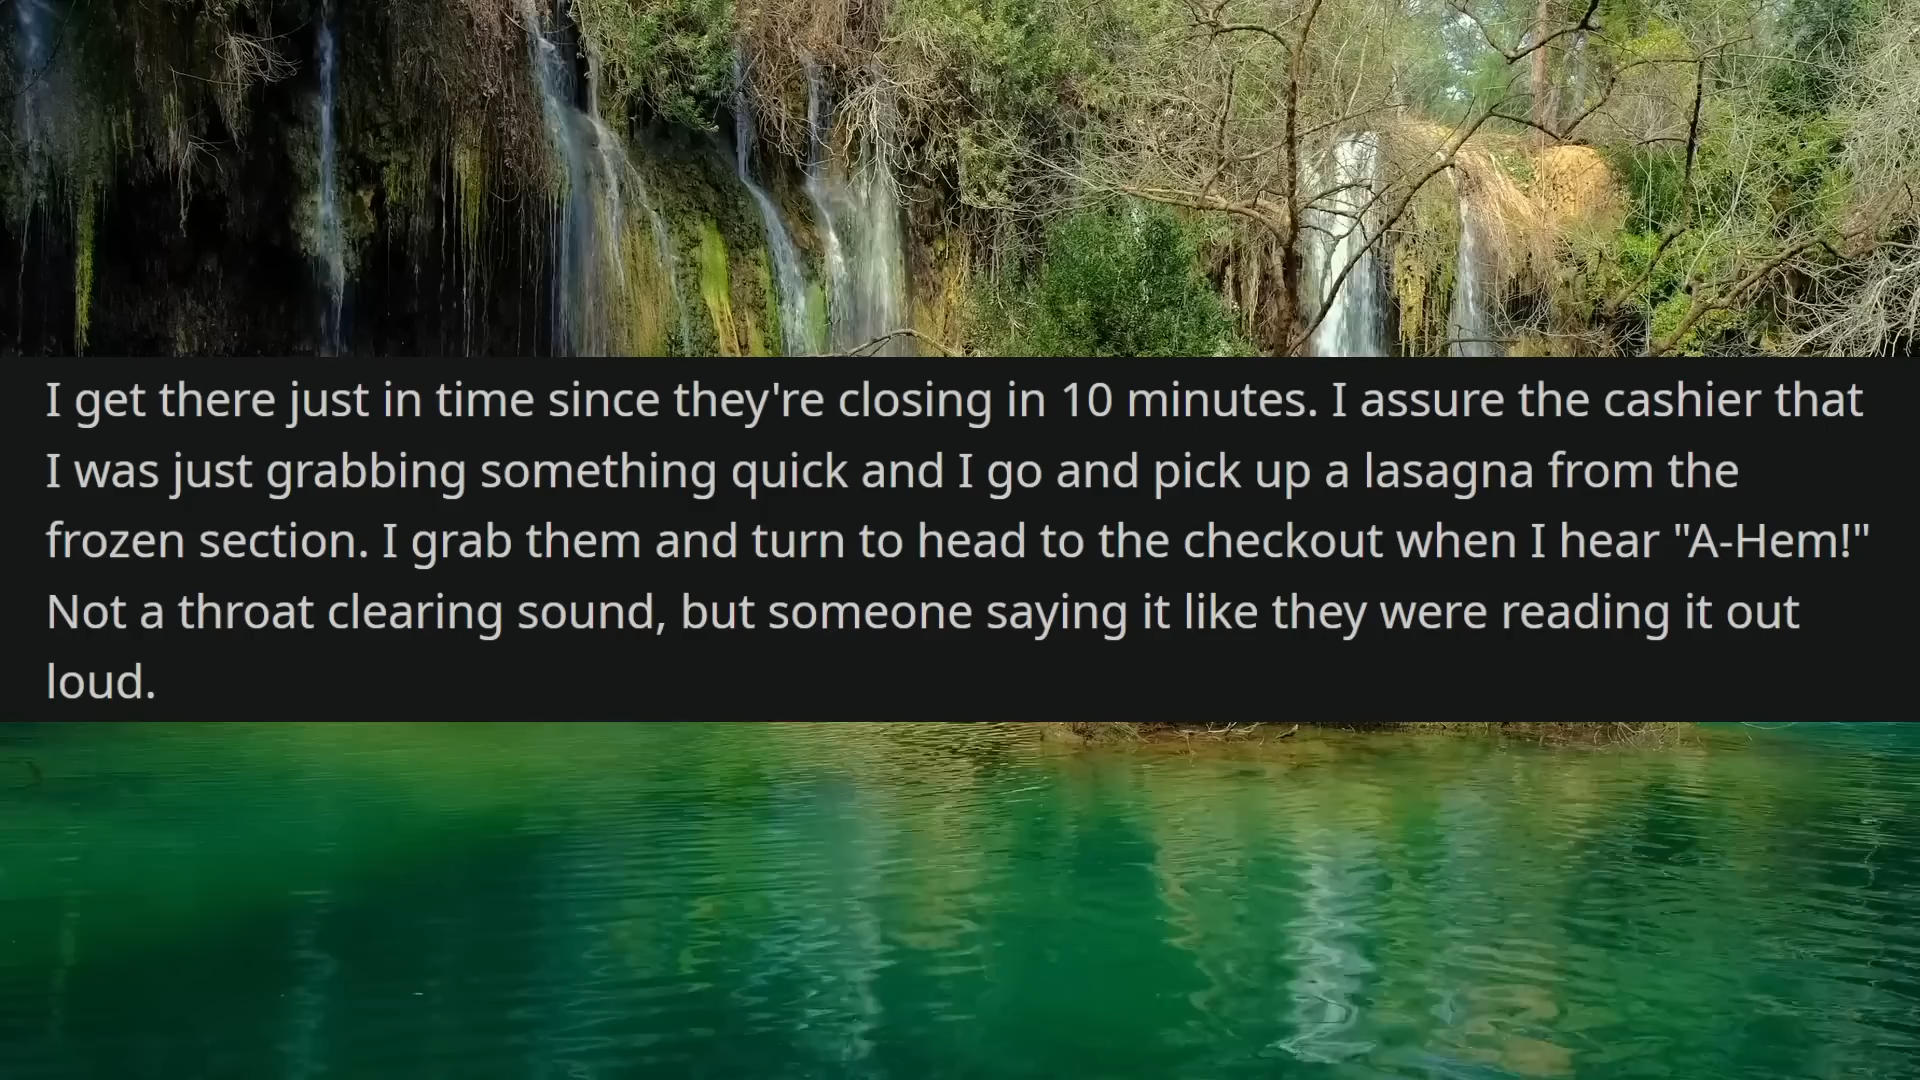 I get there just in time since they're closing in 10 minutes. I assure the cashier that
I was just grabbing something quick and I go and pick up a lasagna from the
frozen section. I grab them and turn to head to the checkout when I hear "A-Hem!"
Not a throat clearing sound, but someone saying it like they were reading it out
loud.